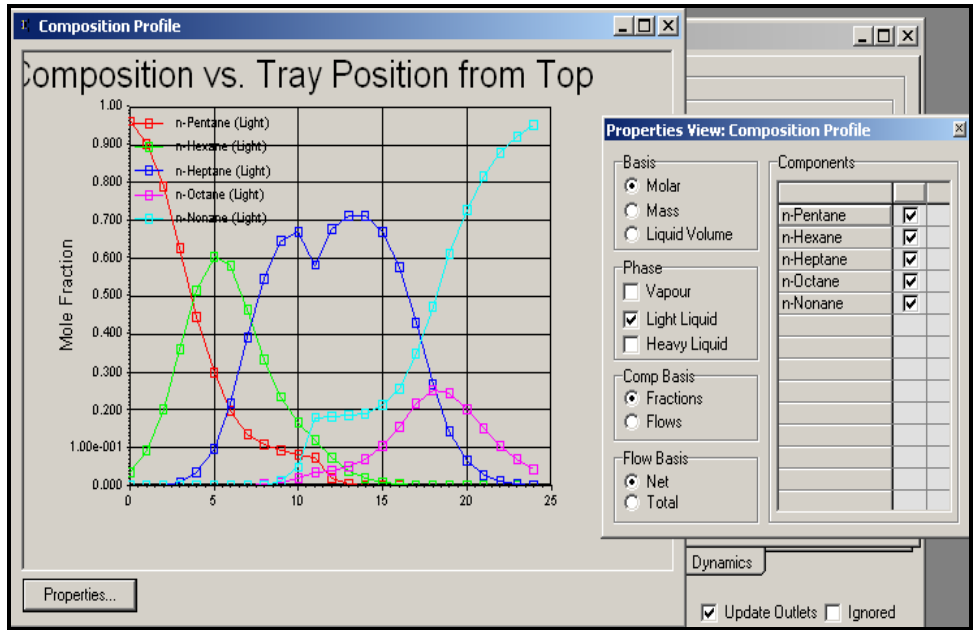 Composition Profile
Composition vs. Tray Position from Top
1.00
0.900
0.800
0.700
0.600
0.500
0.400
0.300
0.200
1.00e-001
0.000
Mole Fraction
n-Pentane (Light)
n-Hexane (Light)
n-Heptane (Light)
n-Octane (Light)
n-Nonane (Light)
0 5 10 15 20 25
Properties...
Properties View: Composition Profile
Basis
Molar
Mass
Liquid Volume
Phase
Vapour
Light Liquid
Heavy Liquid
Comp Basis
Fractions
Flows
Flow Basis
Net
Total
Components
n-Pentane
n-Hexane
n-Heptane
n-Octane
n-Nonane
Dynamics
Update Outlets Ignored